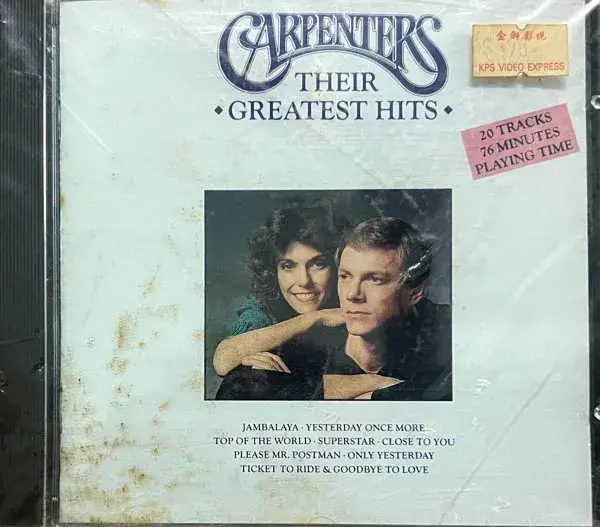 CARPENTERS
THEIR
GREATEST HITS
金獅影視
KPS VIDEO EXPRESS
20 TRACKS
76 MINUTES
PLAYING TIME
JAMBALAYA · YESTERDAY ONCE MORE
TOP OF THE WORLD · SUPERSTAR · CLOSE TO YOU
PLEASE MR. POSTMAN · ONLY YESTERDAY
TICKET TO RIDE & GOODBYE TO LOVE